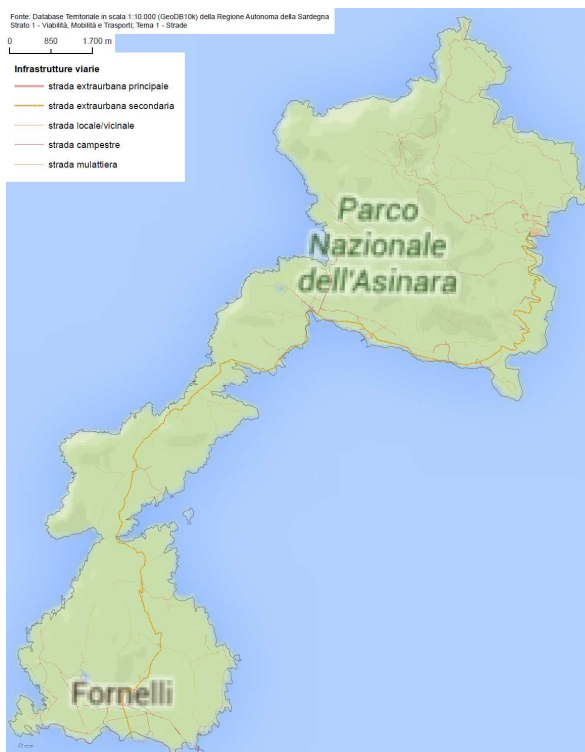 Fonte: Database Territoriale in scala 1:10.000 (GeoDB10k) della Regione Autonoma della Sardegna
Strato 1 - Viabilità, Mobilità e Trasporti; Tema 1 - Strade
0 850 1.700 m
Infrastrutture viarie
strada extraurbana principale
strada extraurbana secondaria
strada locale/vicinale
strada campestre
strada mulattiera
Parco
Nazionale
dell'Asinara
Fornelli